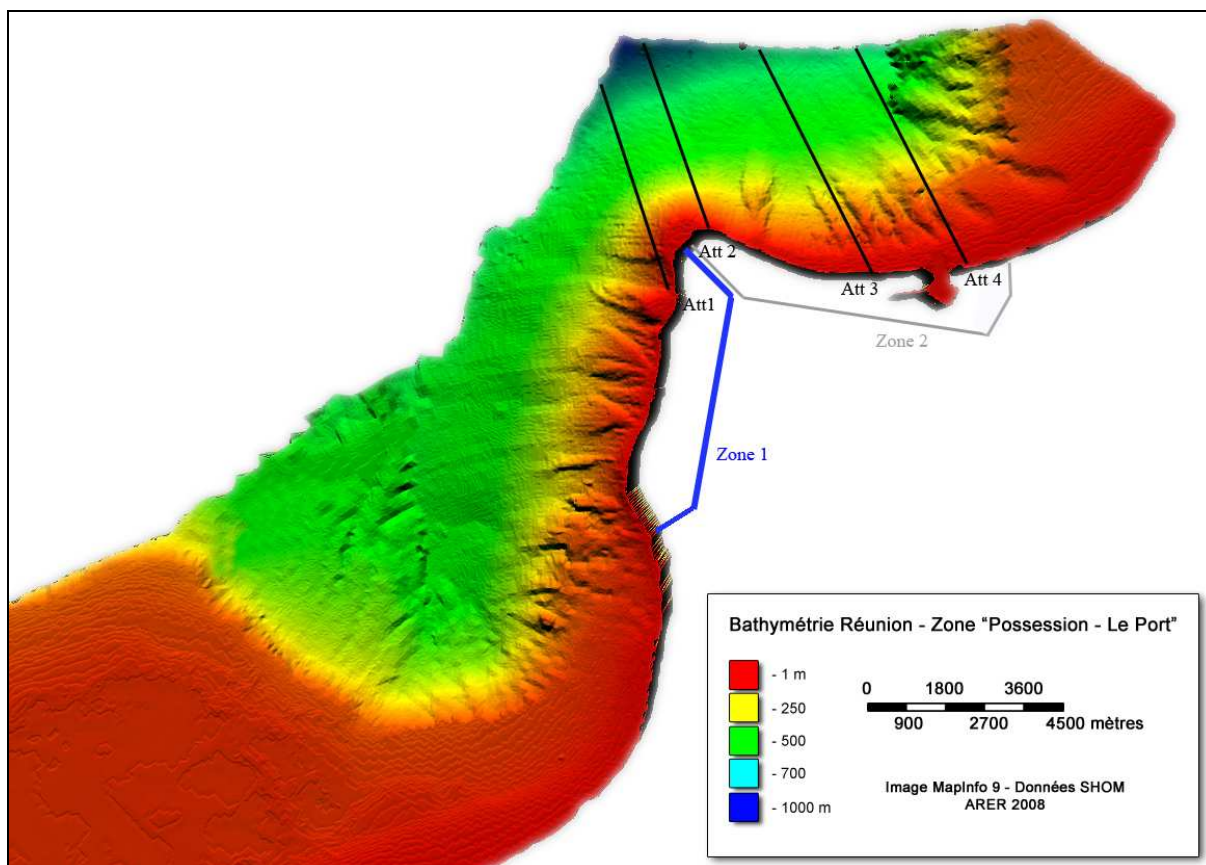 Att 2
Att1
Att 3
Att 4
Zone 2
Zone 1
Bathymétrie Réunion - Zone "Possession - Le Port"
- 1 m
- 250
- 500
- 700
- 1000 m
0 1800 3600
900 2700 4500 mètres
Image MapInfo 9 - Données SHOM
ARER 2008